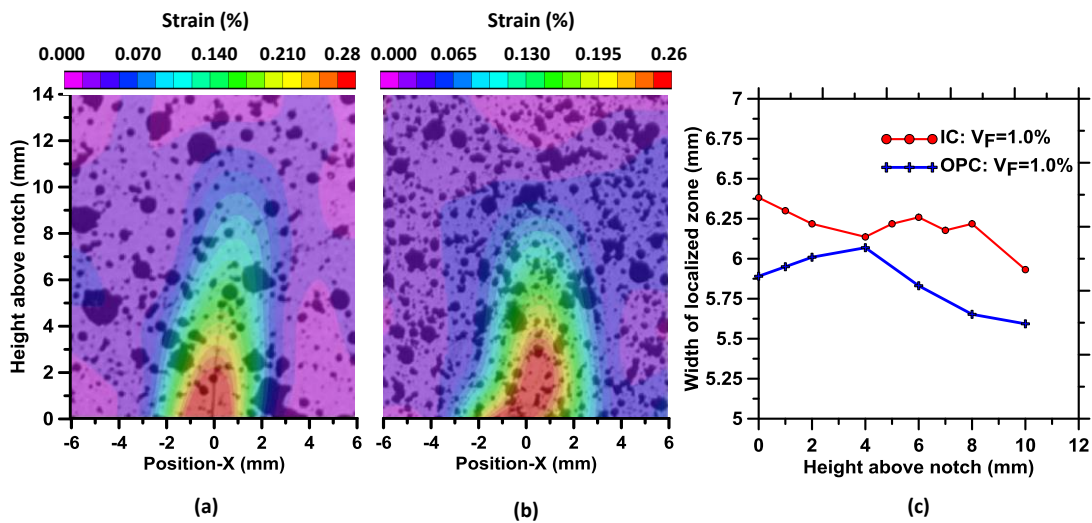 Strain (%)
0.000 0.070 0.140 0.210 0.28
14
12
10
8
6
4
2
0
Height above notch (mm)
-6 -4 -2 0 2 4 6
Position-X (mm)
(a)
Strain (%)
0.000 0.065 0.130 0.195 0.26
-6 -4 -2 0 2 4 6
Position-X (mm)
(b)
7
6.75
6.5
6.25
6
5.75
5.5
5.25
5
Width of localized zone (mm)
IC: VF=1.0%
OPC: VF=1.0%
0 2 4 6 8 10 12
Height above notch (mm)
(c)